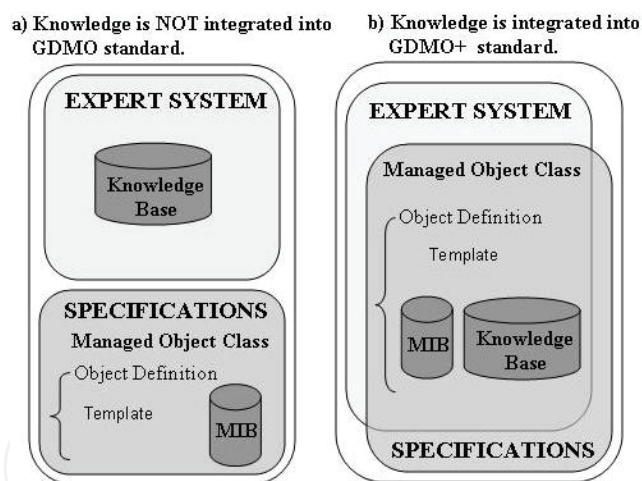 a) Knowledge is NOT integrated into
GDMO standard.
EXPERT SYSTEM
Knowledge
Base
SPECIFICATIONS
Managed Object Class
Object Definition
Template
MIB
b) Knowledge is integrated into
GDMO+ standard.
EXPERT SYSTEM
Managed Object Class
Object Definition
Template
MIB
Knowledge
Base
SPECIFICATIONS